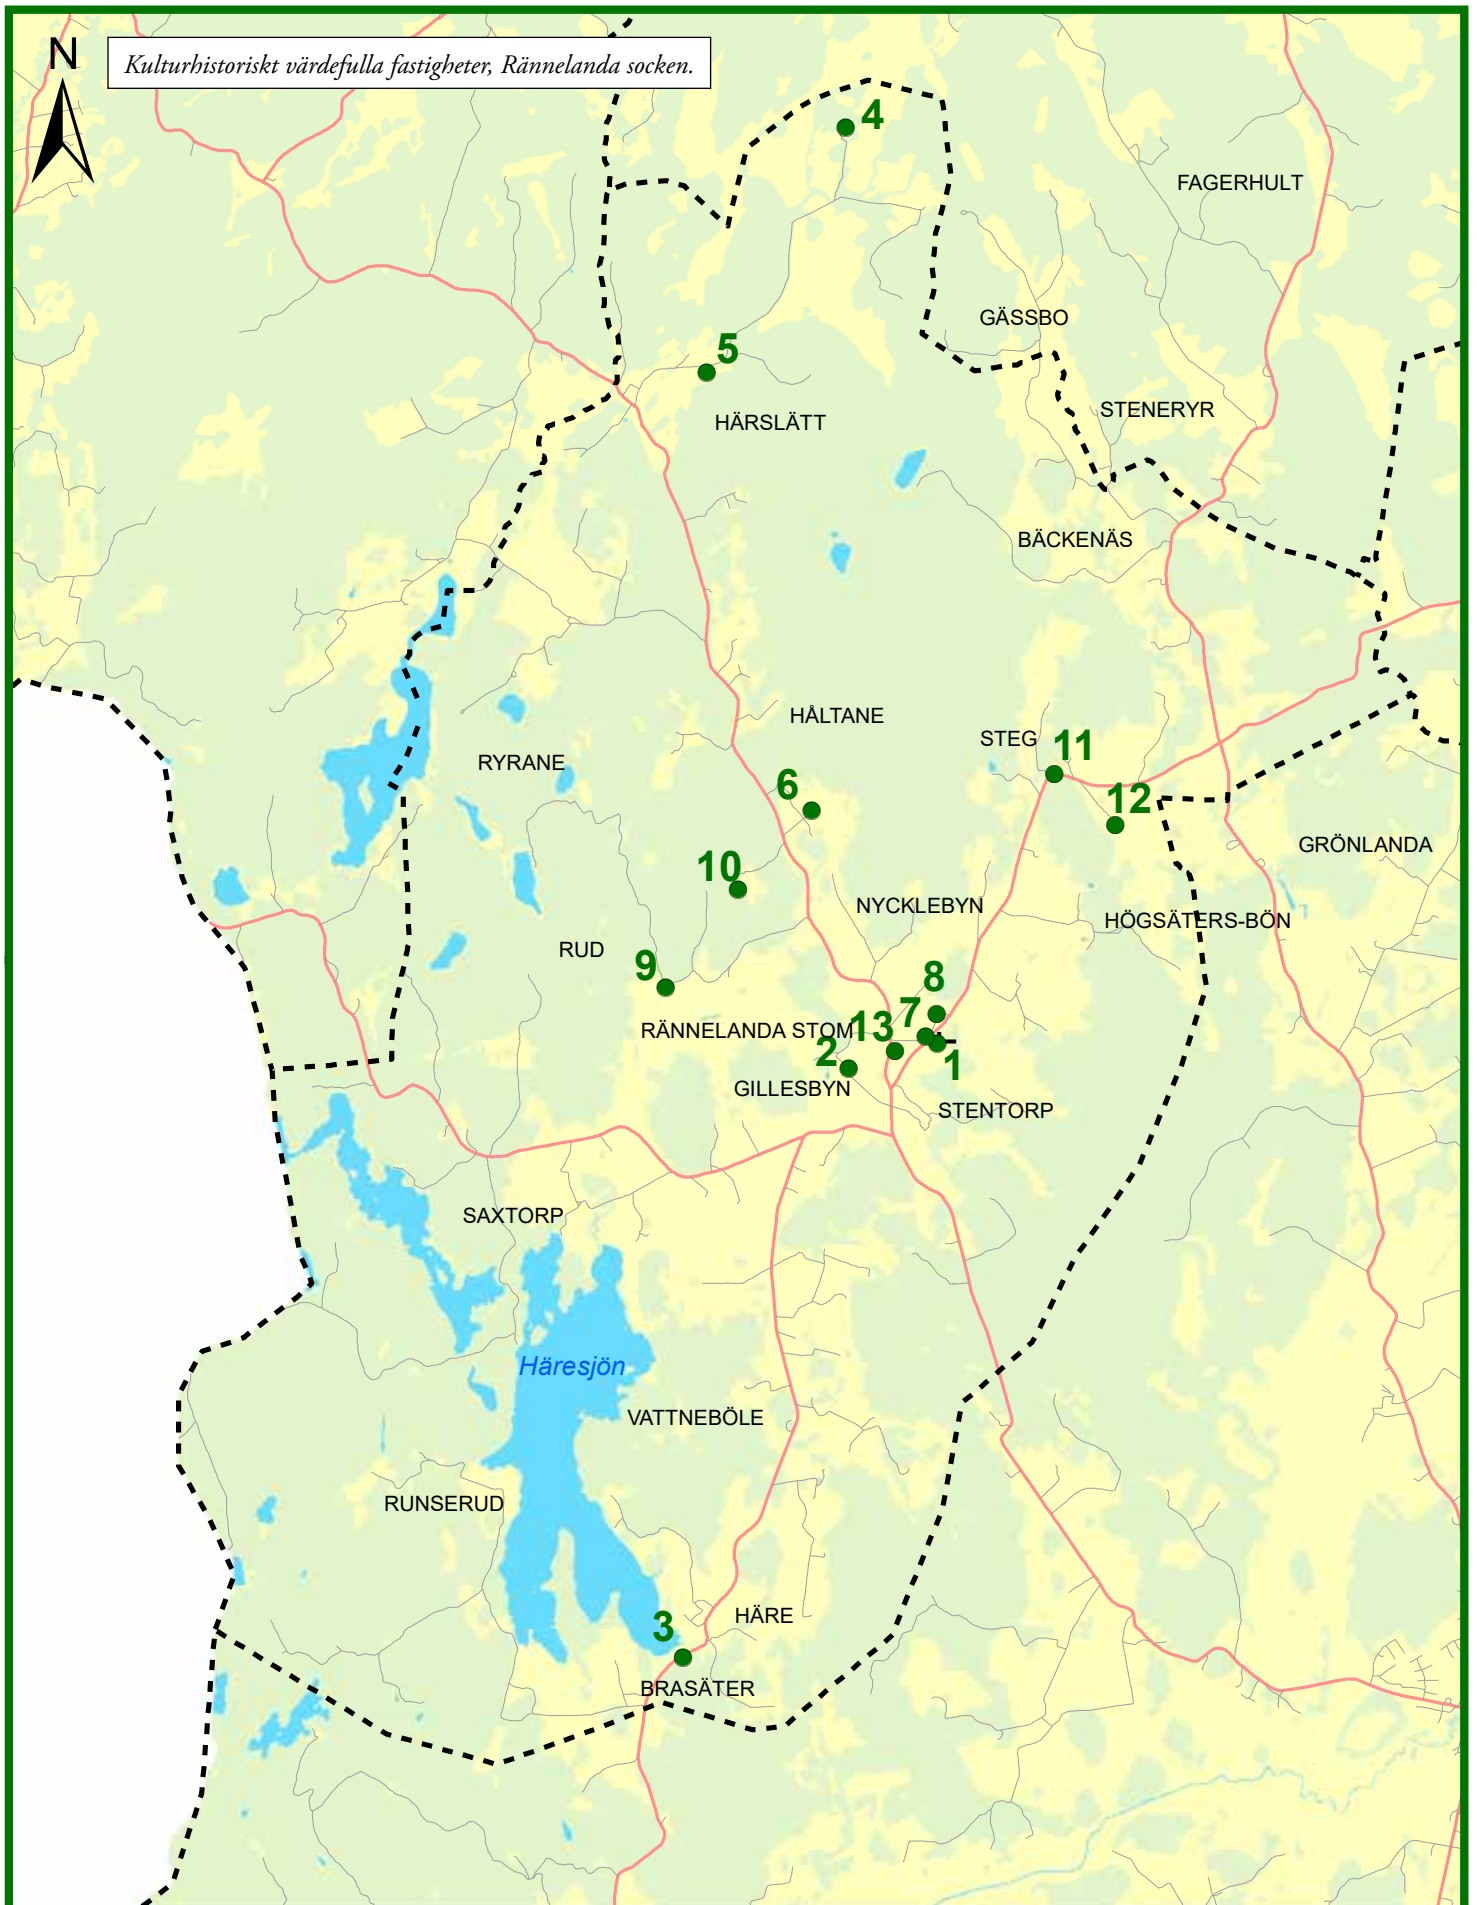 N
Kulturhistoriskt värdefulla fastigheter, Rännelanda socken.
4
FAGERHULT
GÄSSBO
5
STENERYR
HÄRSLÄTT
BÄCKENÄS
HÅLTANE
STEG
11
RYRANE
6
12
GRÖNLANDA
10
NYCKLEBYN
HÖGSÄTERS-BÖN
RUD
9
8
7
13
RÄNNELANDA STOM
2
1
GILLESBYN
STENTORP
SAXTORP
Häresjön
VATTNEBÖLE
RUNSERUD
HÄRE
3
BRASÄTER